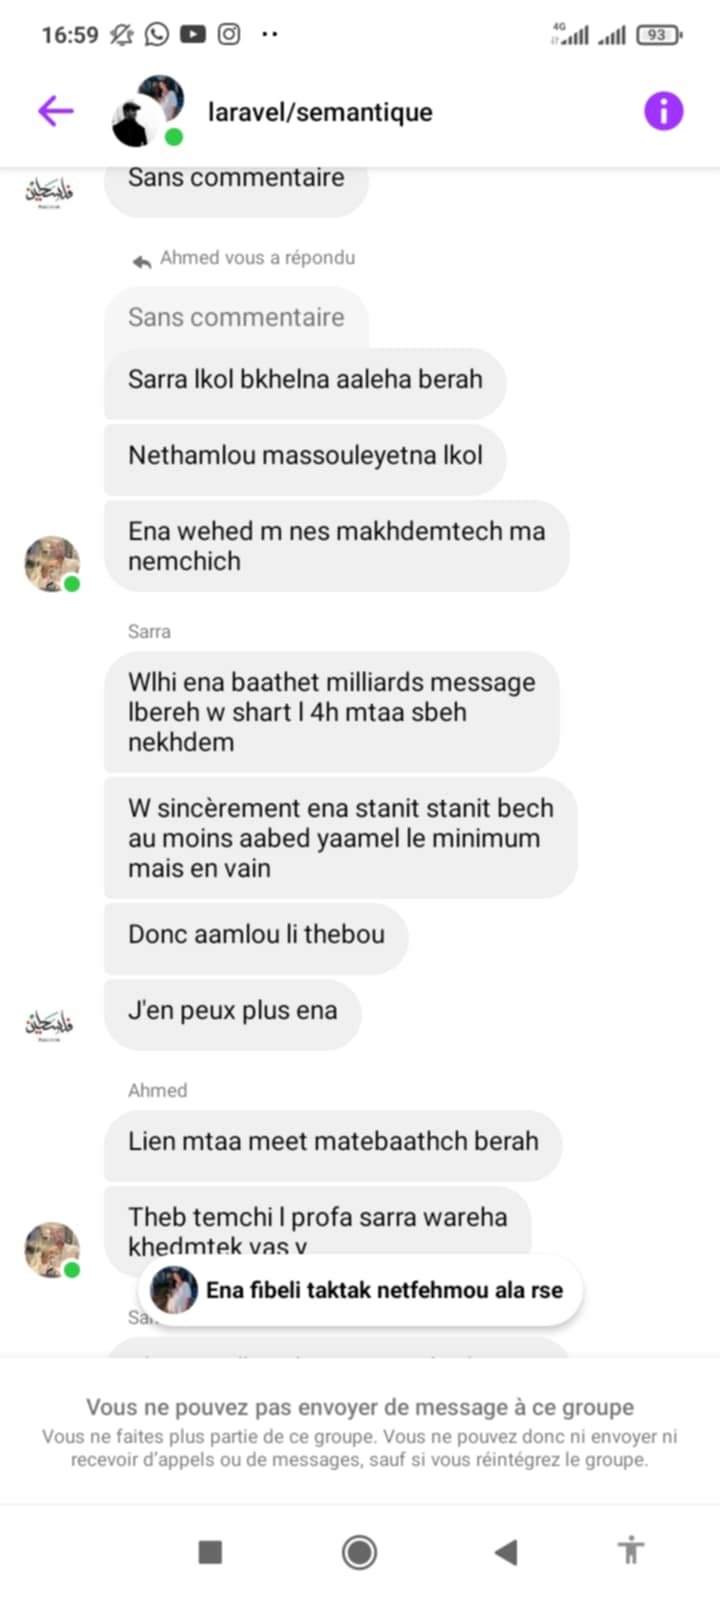 16:59
4G
93
laravel/semantique
Sans commentaire
Ahmed vous a répondu
Sans commentaire
Sarra lkol bkhelna aaleha berah
Nethamlou massouleyetna lkol
Ena wehed m nes makhdemtech ma
nemchich
Sarra
Wlhi ena baathet milliards message
lbereh w shart l 4h mtaa sbeh
nekhdem
W sincèrement ena stanit stanit bech
au moins aabed yaamel le minimum
mais en vain
Donc aamlou li thebou
J'en peux plus ena
فلسطين
Ahmed
Lien mtaa meet matebaathch berah
Theb temchi l profa sarra wareha
khedmtek vas y
Ena fibeli taktak netfehmou ala rse
Vous ne pouvez pas envoyer de message à ce groupe
Vous ne faites plus partie de ce groupe. Vous ne pouvez donc ni envoyer ni
recevoir d'appels ou de messages, sauf si vous réintégrez le groupe.